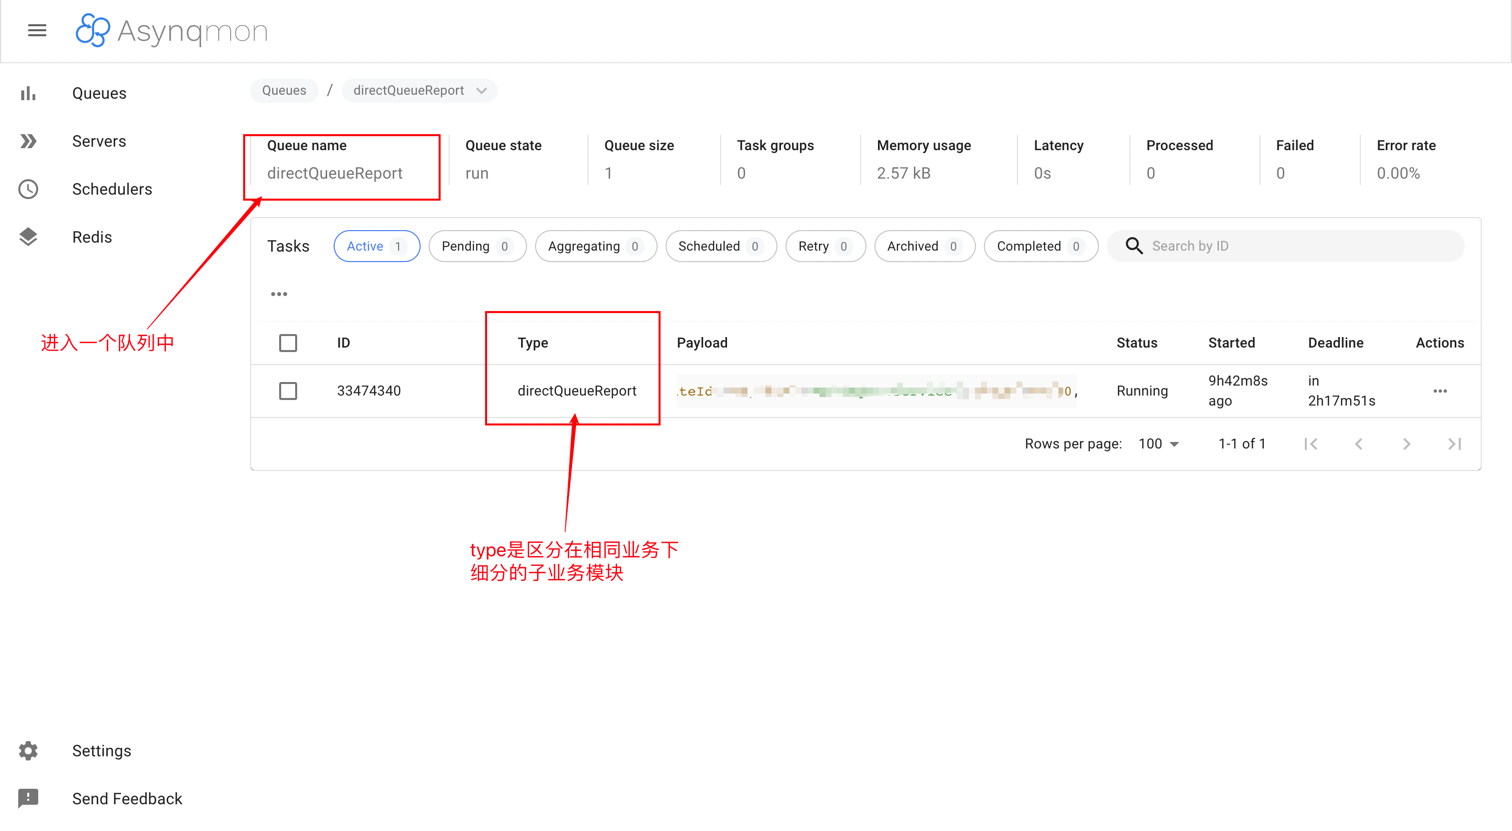 Asynqmon
Queues
Servers
Schedulers
Redis
Queues / directQueueReport
Queue name
directQueueReport
Queue state
run
Queue size
1
Task groups
0
Memory usage
2.57 kB
Latency
0s
Processed
0
Failed
0
Error rate
0.00%
Tasks
Active 1
Pending 0
Aggregating 0
Scheduled 0
Retry 0
Archived 0
Completed 0
Search by ID
进入一个队列中
ID Type Payload Status Started Deadline Actions
33474340
directQueueReport
teId
0,
Running
9h42m8s
ago
in
2h17m51s
Rows per page: 100 1-1 of 1
type是区分在相同业务下
细分的子业务模块
Settings
Send Feedback